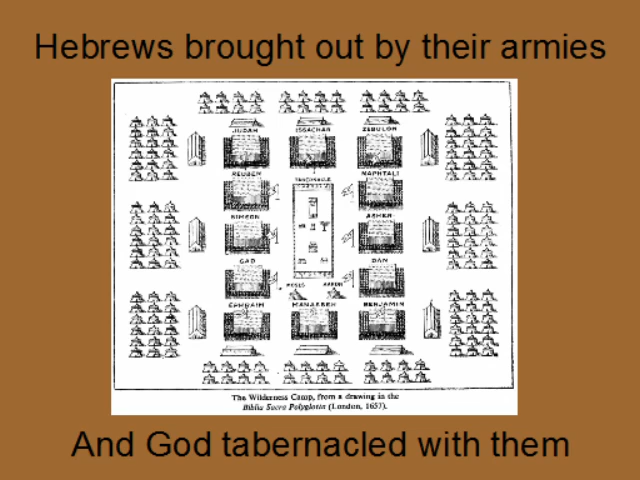 Hebrews brought out by their armies
JUDAH ISSACHAR ZEBULON
REUBEN NAPHTALI
TABERNACLE
SIMEON ASHER
GAD DAN
MOSES AARON
EPHRAIM MANASSEH BENJAMIN
The Wilderness Camp, from a drawing in the
Biblia Sacra Polyglotta (London, 1657).
And God tabernacled with them